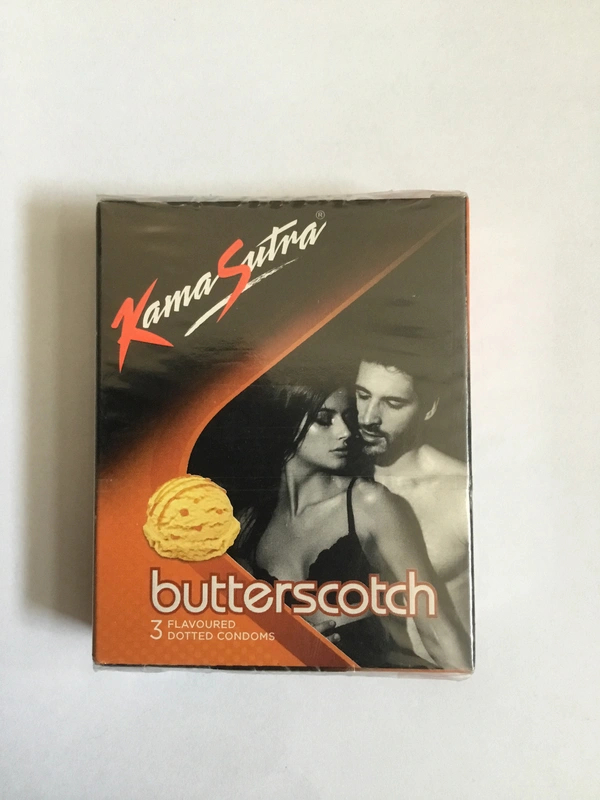 KamaSutra®
butterscotch
3 FLAVOURED
DOTTED CONDOMS